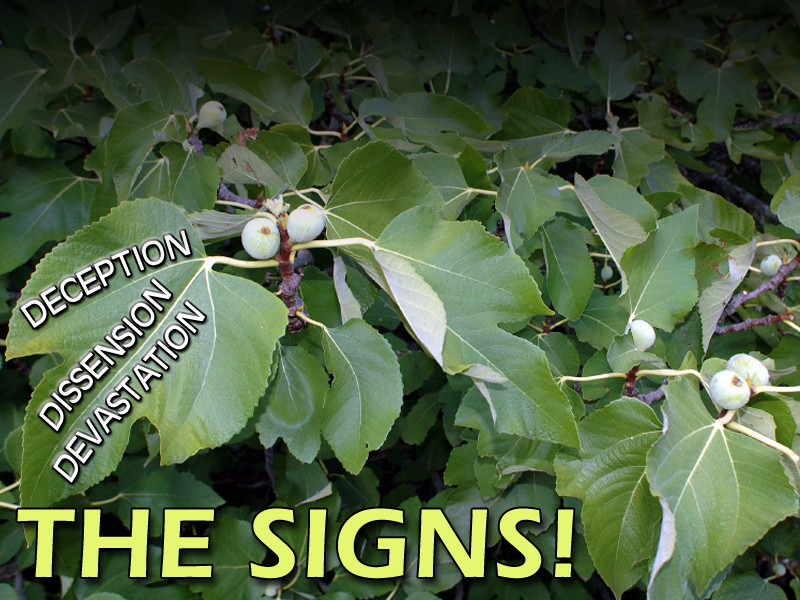 DECEPTION
DISSENSION
DEVASTATION
THE SIGNS!